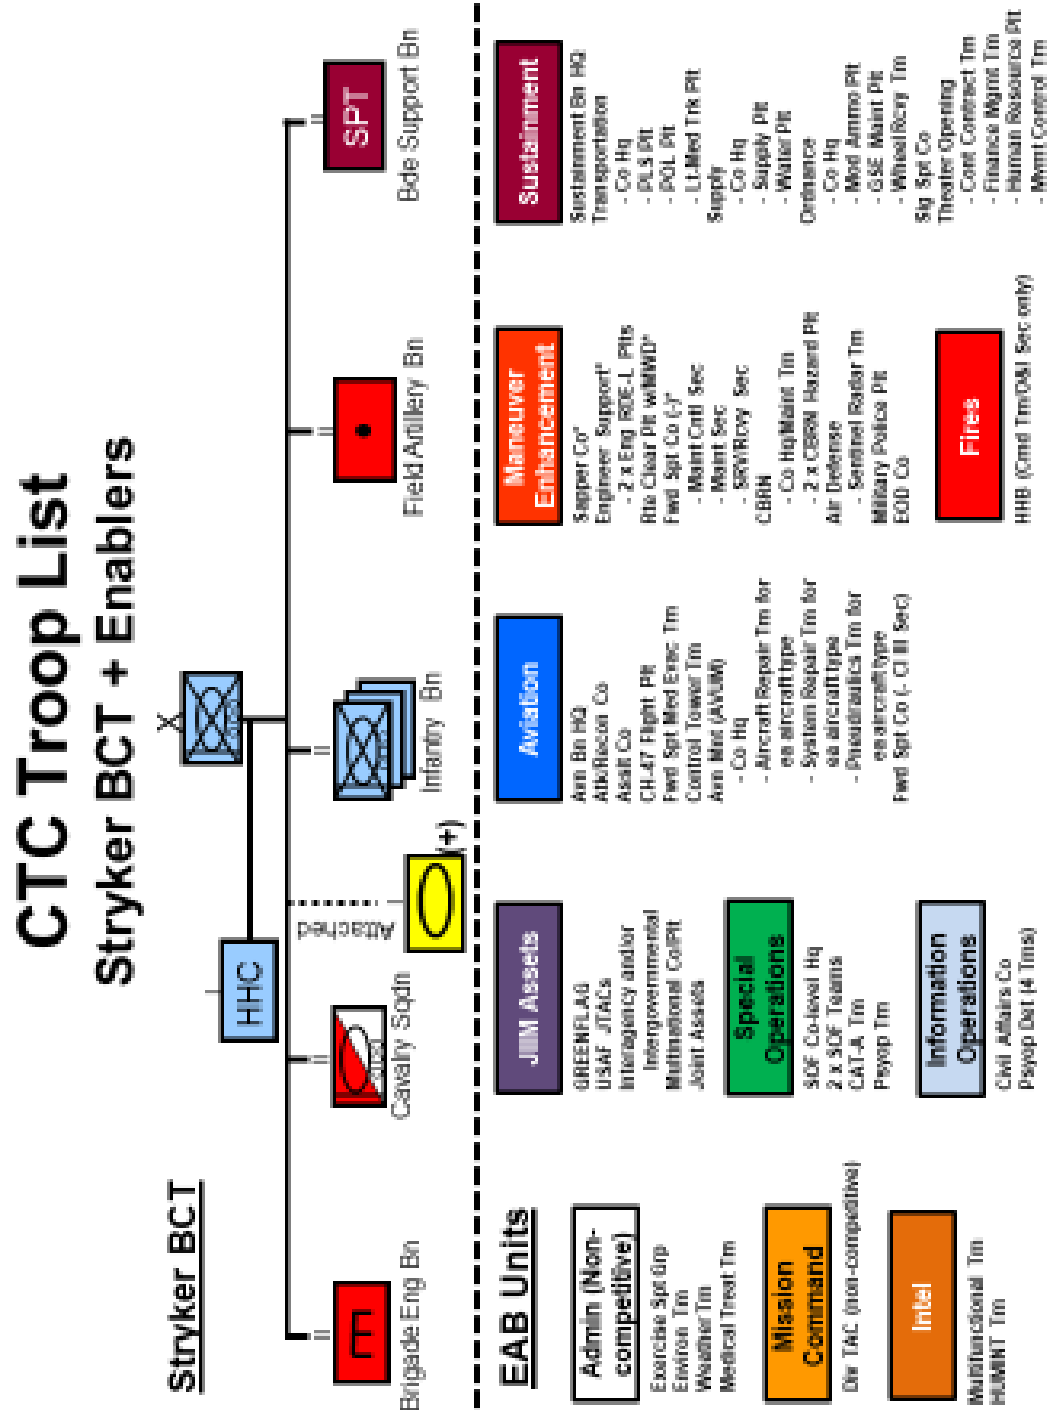 CTC Troop List
Stryker BCT + Enablers
Stryker BCT
X
HHC
Attached
(+)
SPT
Brigade Eng Bn
Cavalry Sqdn
Infantry Bn
Field Artillery Bn
Bde Support Bn
EAB Units
Admin (Non-
competitive)
Exercise Spt Grp
Environ Tm
Weather Tm
Medical Treat Tm
Mission
Command
Div TAC (non-competitive)
Intel
Multifunctional Tm
HUMINT Tm
JIIM Assets
GREENFLAG
USAF JTACs
Interagency and/or
Intergovernmental
Multinational Co/Plt
Joint Assets
Special
Operations
SOF Co-level Hq
2 x SOF Teams
CAT-A Tm
Psyop Tm
Information
Operations
Civil Affairs Co
Psyop Det (4 Tms)
Aviation
Avn Bn HQ
Atk/Recon Co
Asslt Co
CH-47 Flight Plt
Fwd Spt Med Evac Tm
Control Tower Tm
Avn Mnt (AVUM)
- Co Hq
- Aircraft Repair Tm for
ea aircraft type
- System Repair Tm for
ea aircraft type
- Pneudraulics Tm for
ea aircraft type
Fwd Spt Co (-, Cl III Sec)
Maneuver
Enhancement
Sapper Co*
Engineer Support*
- 2 x Eng RDE-L Plts
Rte Clear Plt w/MWD*
Fwd Spt Co (-)*
- Maint Cntl Sec
- Maint Sec
- SRV/Rcvy Sec
CBRN
- Co Hq/Maint Tm
- 2 x CBRN Hazard Plt
Air Defense
- Sentinel Radar Tm
Military Police Plt
EOD Co
Fires
HHB (Cmd Tm/O&I Sec only)
Sustainment
Sustainment Bn HQ
Transportation
- Co Hq
- PLS Plt
- POL Plt
- Lt-Med Trk Plt
Supply
- Co Hq
- Supply Plt
- Water Plt
Ordinance
- Co Hq
- Mod Ammo Plt
- GSE Maint Plt
- Wheel Rcvy Tm
Sig Spt Co
Theater Opening
- Cont Contract Tm
- Finance Mgmt Tm
- Human Resource Plt
- Mvmt Control Tm